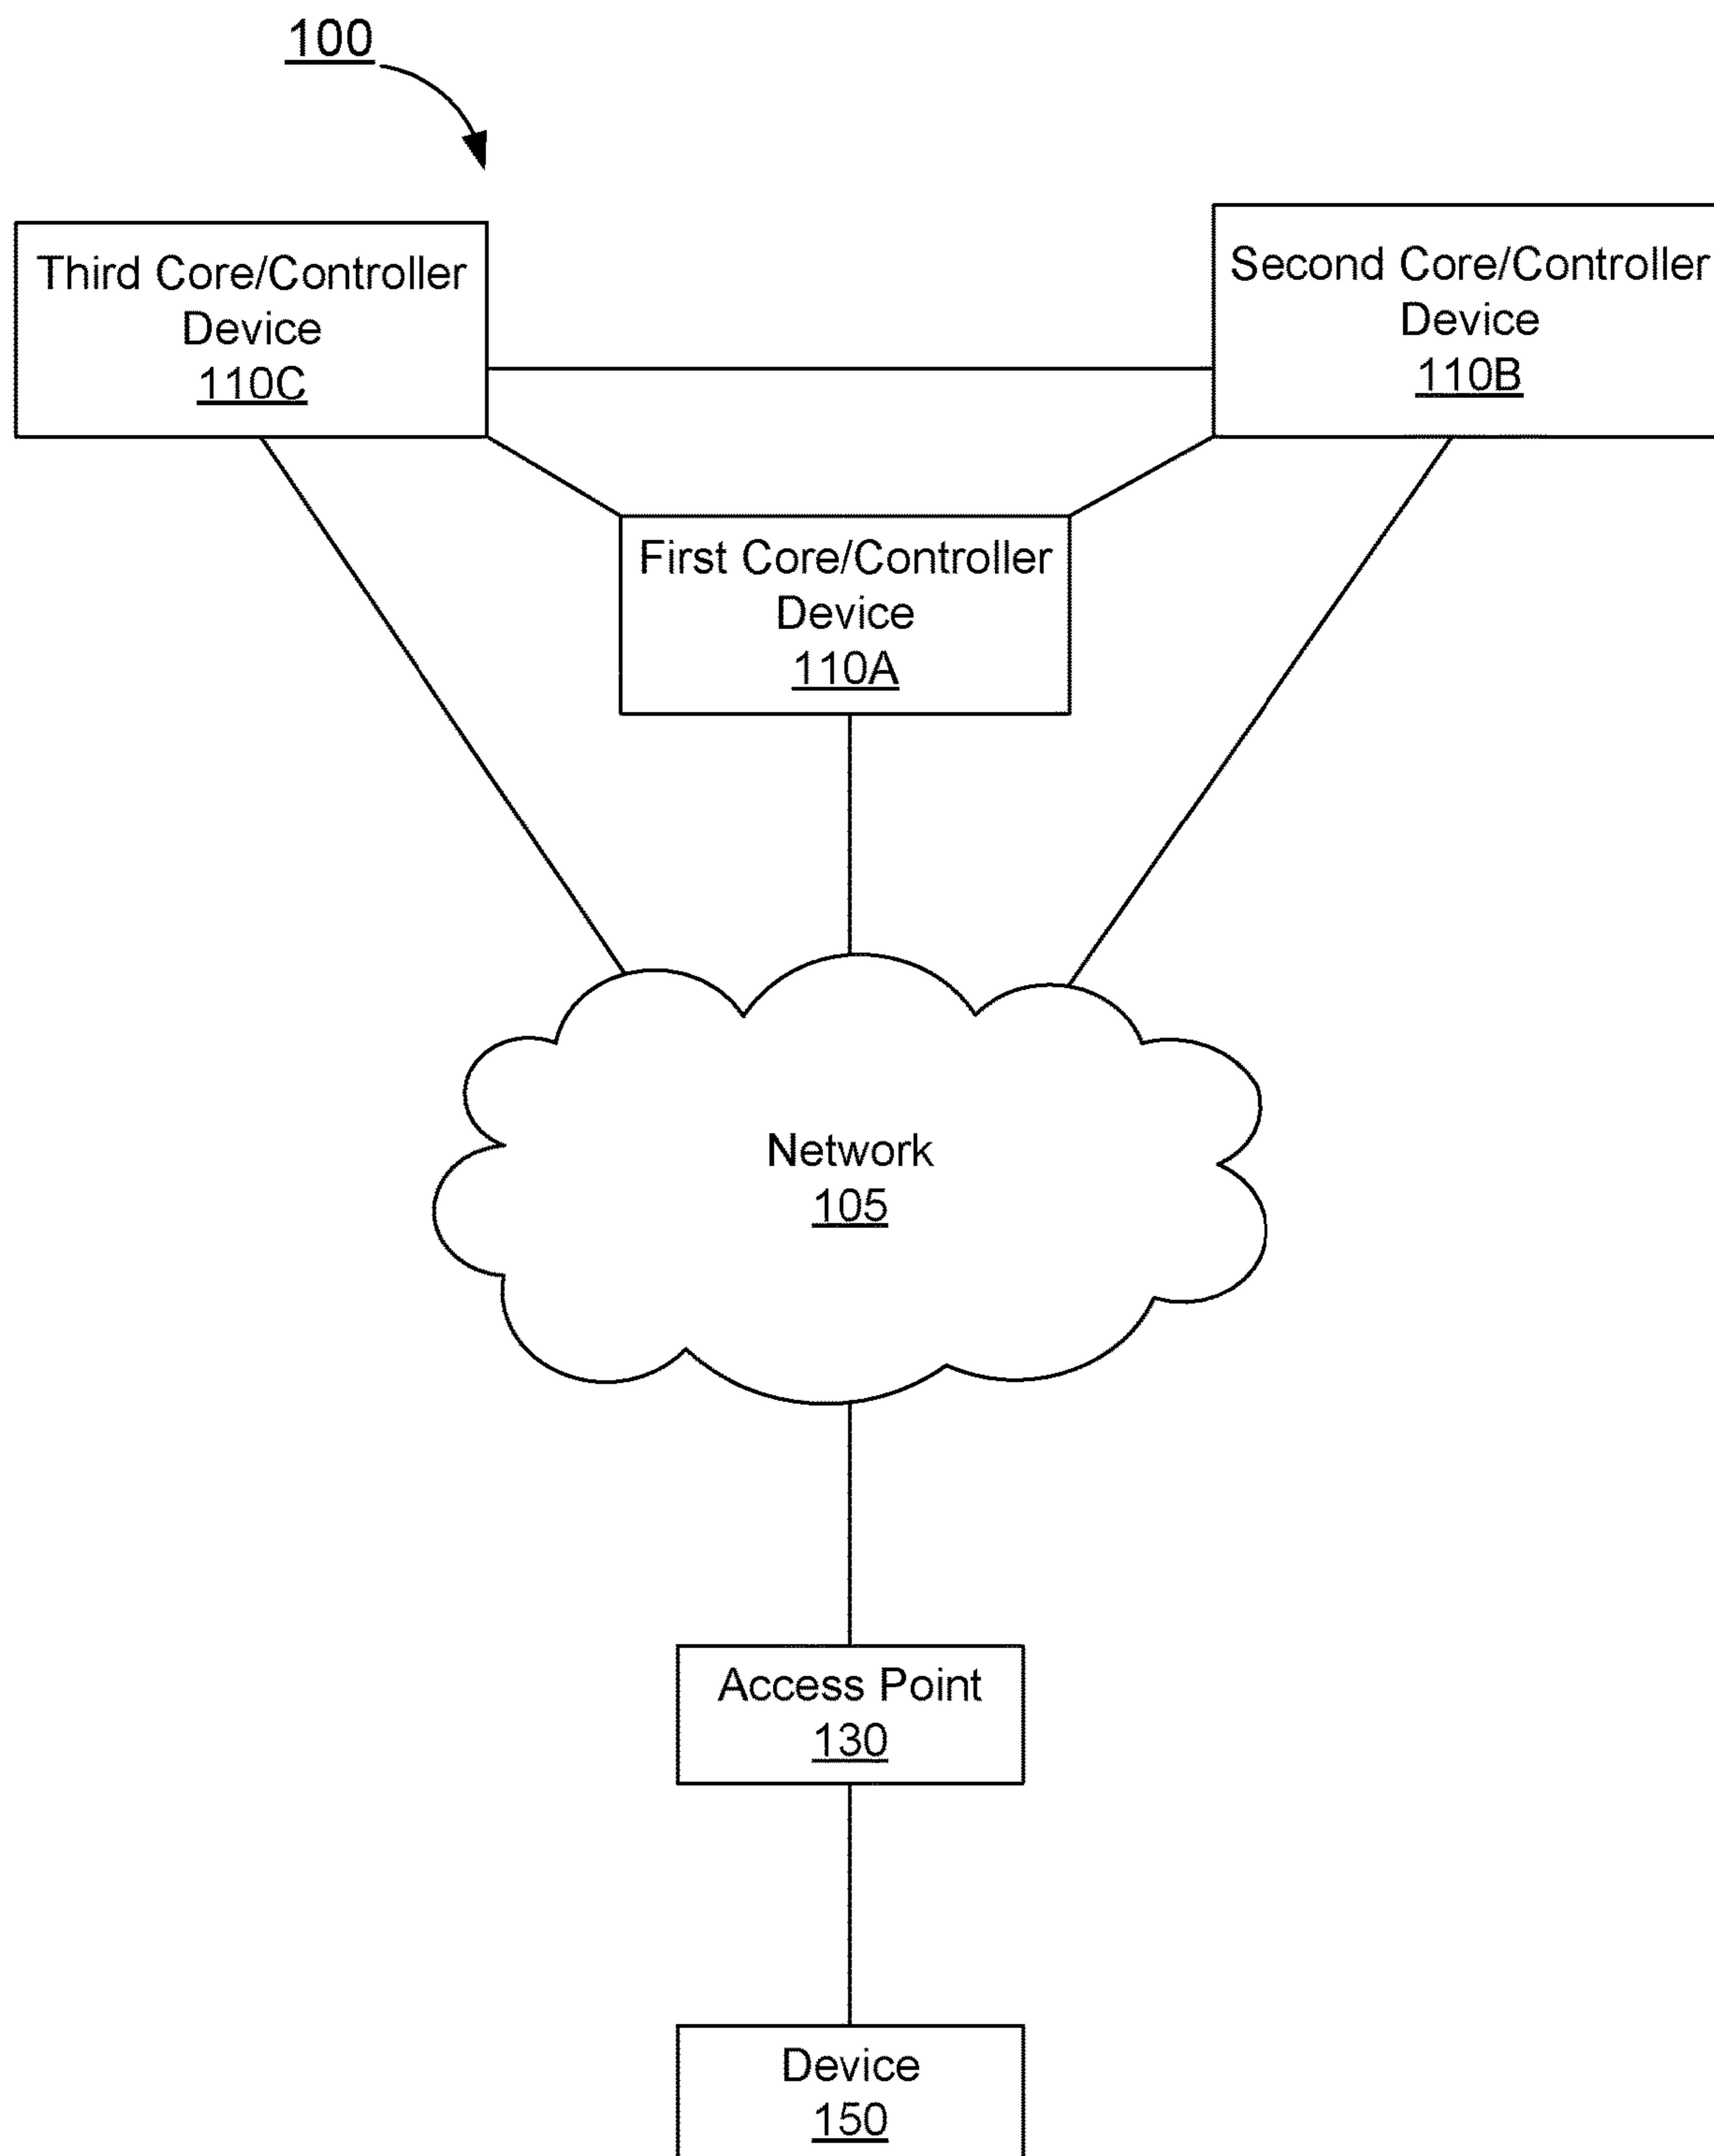 100
Third Core/Controller
Device
110C
Second Core/Controller
Device
110B
First Core/Controller
Device
110A
Network
105
Access Point
130
Device
150